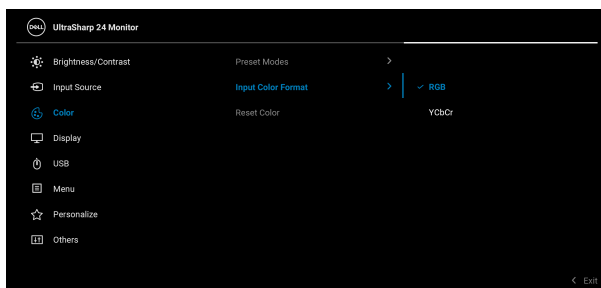 DELL UltraSharp 24 Monitor
Brightness/Contrast Preset Modes
Input Source Input Color Format RGB
Color Reset Color YCbCr
Display
USB
Menu
Personalize
Others
Exit